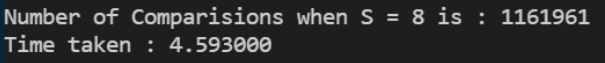 Number of Comparisions when S = 8 is : 1161961
Time taken : 4.593000